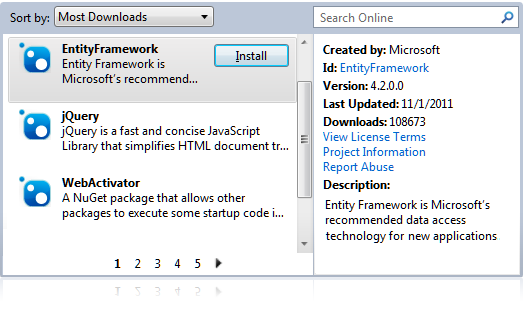 Sort by: Most Downloads
Search Online
EntityFramework
Entity Framework is
Microsoft's recommend...
Install
jQuery
jQuery is a fast and concise JavaScript
Library that simplifies HTML document tr...
WebActivator
A NuGet package that allows other
packages to execute some startup code i...
1 2 3 4 5
Created by: Microsoft
Id: EntityFramework
Version: 4.2.0.0
Last Updated: 11/1/2011
Downloads: 108673
View License Terms
Project Information
Report Abuse
Description:
Entity Framework is Microsoft's
recommended data access
technology for new applications